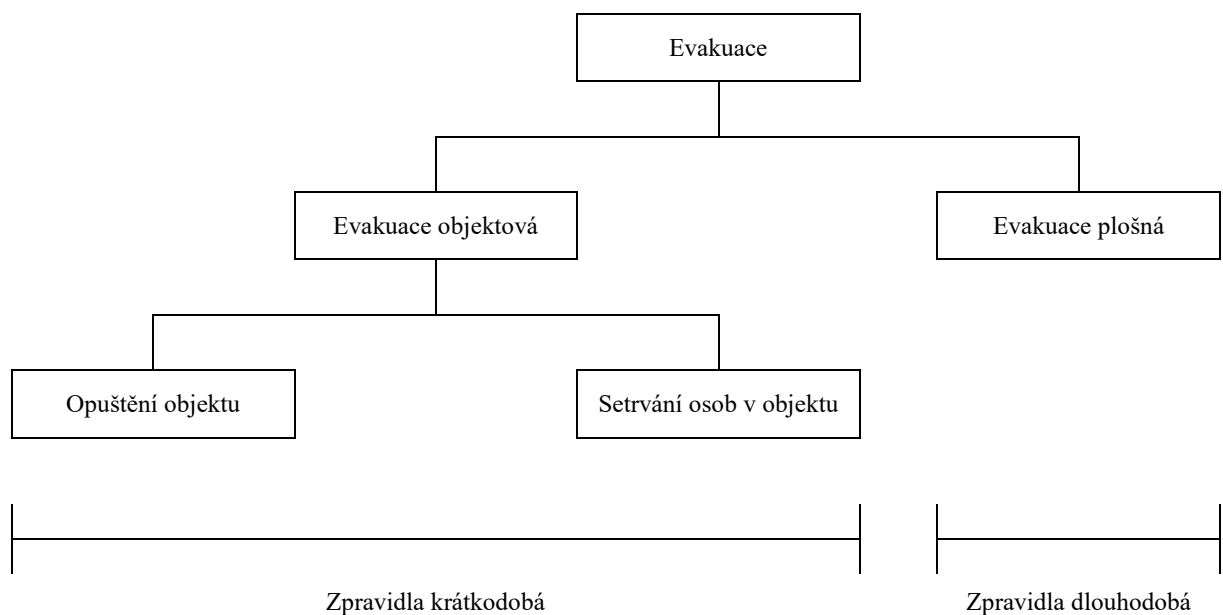 Evakuace
Evakuace objektová
Evakuace plošná
Opuštění objektu
Setrvání osob v objektu
Zpravidla krátkodobá
Zpravidla dlouhodobá